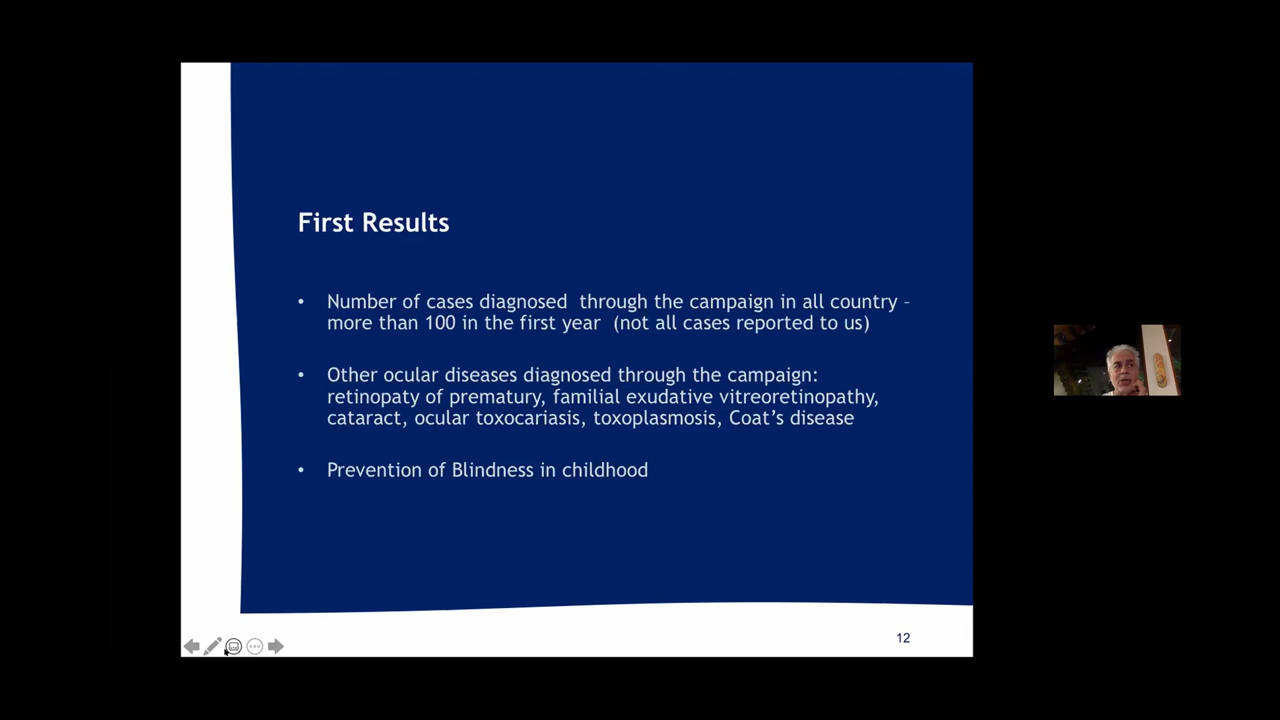 First Results
• Number of cases diagnosed  through the campaign in all country –
more than 100 in the first year  (not all cases reported to us)
• Other ocular diseases diagnosed through the campaign:
retinopaty of prematury, familial exudative vitreoretinopathy,
cataract, ocular toxocariasis, toxoplasmosis, Coat’s disease
• Prevention of Blindness in childhood
12